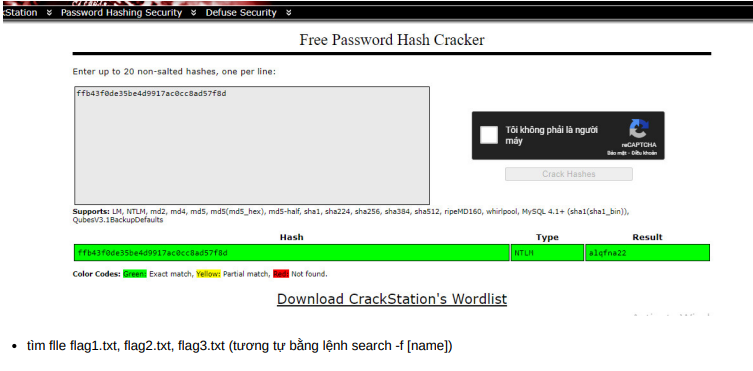 kStation ≫ Password Hashing Security ≫ Defuse Security ≫
Free Password Hash Cracker
Enter up to 20 non-salted hashes, one per line:
ffb43f0de35be4d9917ac0cc8ad57f8d
Tôi không phải là người
máy
reCAPTCHA
Bảo mật - Điều khoản
Crack Hashes
Supports: LM, NTLM, md2, md4, md5, md5(md5_hex), md5-half, sha1, sha224, sha256, sha384, sha512, ripeMD160, whirlpool, MySQL 4.1+ (sha1(sha1_bin)),
QubesV3.1BackupDefaults
Hash Type Result
ffb43f0de35be4d9917ac0cc8ad57f8d NTLM alqfna22
Color Codes: Green: Exact match, Yellow: Partial match, Red: Not found.
Download CrackStation's Wordlist
• tìm flle flag1.txt, flag2.txt, flag3.txt (tương tự bằng lệnh search -f [name])